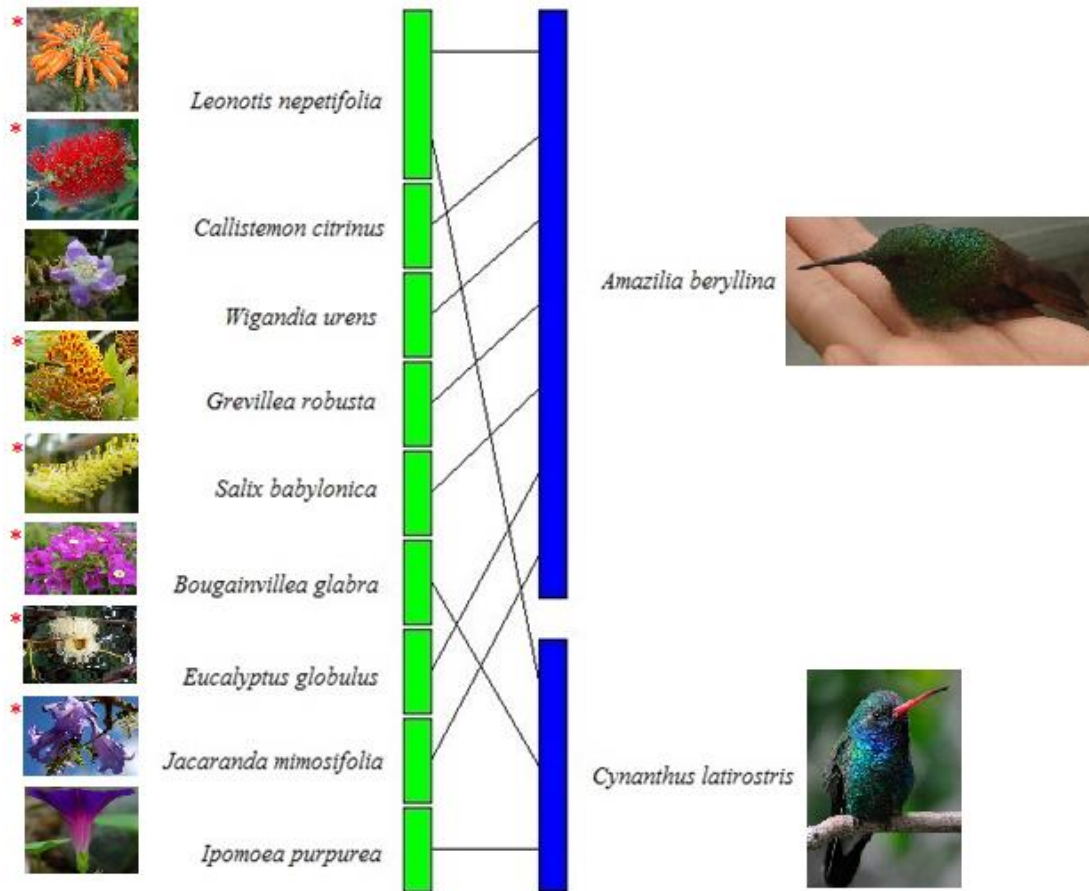 *
Leonotis nepetifolia
*
Callistemon citrinus
Wigandia urens
*
Grevillea robusta
*
Salix babylonica
*
Bougainvillea glabra
*
Eucalyptus globulus
*
Jacaranda mimosifolia
Ipomoea purpurea
Amazilia beryllina
Cynanthus latirostris